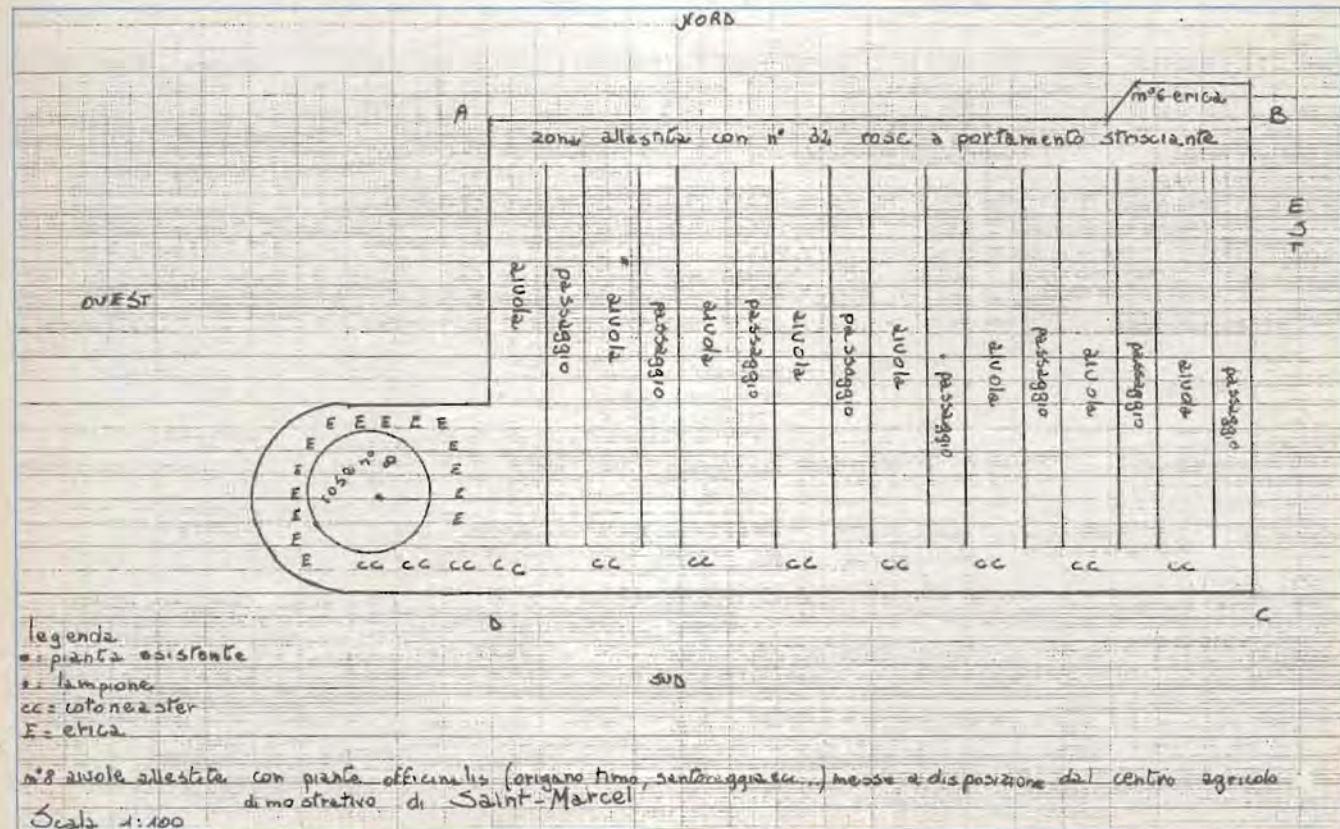 NORD
A
n°6 erica
B
zona allestita con n° 32 rose a portamento strisciante
EST
OVEST
aiuola
passaggio
aiuola
passaggio
aiuola
passaggio
aiuola
passaggio
aiuola
passaggio
aiuola
passaggio
aiuola
passaggio
aiuola
passaggio
E E E E E
E E
E E
E E
E E
E
rose n° 8
E cc cc cc cc cc cc cc cc cc cc cc
D
C
legenda
= pianta esistente
= lampione
cc = cotoneaster
E = erica
SUD
n°8 aiuole allestite con piante officinalis (origano timo, santoreggia ecc...) messe a disposizione dal centro agricolo
dimostrativo di Saint-Marcel
Scala 1:100